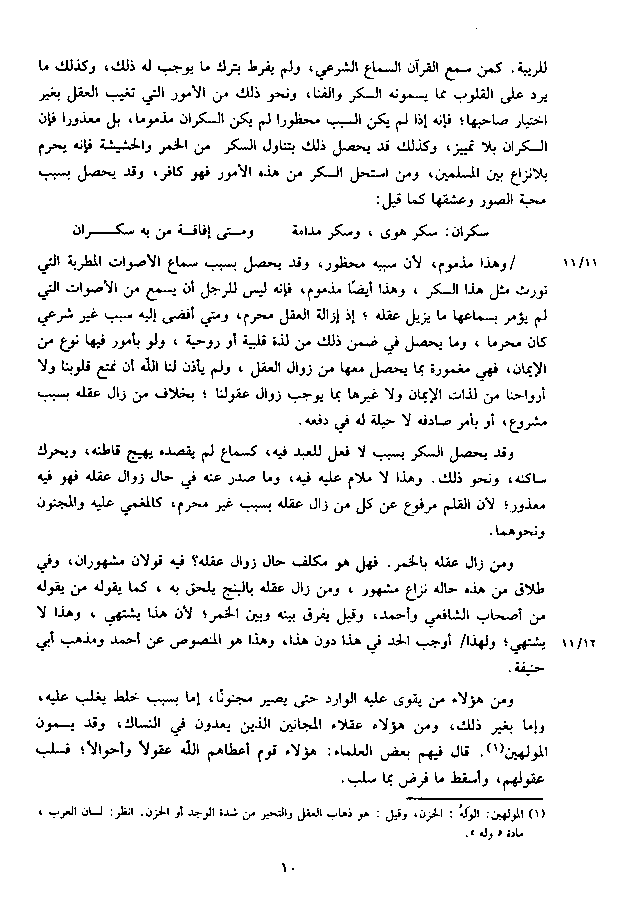 للريبة. كمن سمع القرآن السماع الشرعي، ولم يفرط بترك ما يوجب له ذلك، وكذلك ما
يرد على القلوب مما يسمونه السكر والفنا، ونحو ذلك من الأمور التي تغيب العقل بغير
اختيار صاحبها؛ فإنه إذا لم يكن السبب محظورا لم يكن السكران مذموما، بل معذورا فإن
السكران بلا تمييز، وكذلك قد يحصل ذلك بتناول السكر من الخمر والحشيشة فإنه يحرم
بلانزاع بين المسلمين، ومن استحل السكر من هذه الأمور فهو كافر، وقد يحصل بسبب
محبة الصور وعشقها كما قيل:
سكران: سكر هوى ، وسكر مدامة ومتى إفاقة من به سكران
١١/١١ /وهذا مذموم، لأن سببه محظور، وقد يحصل بسبب سماع الأصوات المطربة التي
تورث مثل هذا السكر ، وهذا أيضًا مذموم، فإنه ليس للرجل أن يسمع من الأصوات التي
لم يؤمر بسماعها ما يزيل عقله ؛ إذ إزالة العقل محرم، ومتى أفضى إليه سبب غير شرعي
كان محرما ، وما يحصل في ضمن ذلك من لذة قلبية أو روحية ، ولو بأمور فيها نوع من
الإيمان، فهي مغمورة بما يحصل معها من زوال العقل ، ولم يأذن لنا الله أن نمتع قلوبنا ولا
أرواحنا من لذات الإيمان ولا غيرها بما يوجب زوال عقولنا ؛ بخلاف من زال عقله بسبب
مشروع، أو بأمر صادفه لا حيلة له في دفعه.
وقد يحصل السكر بسبب لا فعل للعبد فيه، كسماع لم يقصده يهيج قاطنه، ويحرك
ساكنه، ونحو ذلك. وهذا لا ملام عليه فيه، وما صدر عنه في حال زوال عقله فهو فيه
معذور؛ لأن القلم مرفوع عن كل من زال عقله بسبب غير محرم، كالمغمي عليه والمجنون
ونحوهما.
ومن زال عقله بالخمر. فهل هو مكلف حال زوال عقله؟ فيه قولان مشهوران، وفي
طلاق من هذه حاله نزاع مشهور ، ومن زال عقله بالبنج يلحق به ، كما يقوله من يقوله
من أصحاب الشافعي وأحمد، وقيل يفرق بينه وبين الخمر؛ لأن هذا يشتهي ، وهذا لا
١١/١٢ يشتهي؛ ولهذا/ أوجب الحد في هذا دون هذا، وهذا هو المنصوص عن أحمد ومذهب أبي
حنيفة.
ومن هؤلاء من يقوى عليه الوارد حتى يصير مجنونًا، إما بسبب خلط يغلب عليه،
وإما بغير ذلك، ومن هؤلاء عقلاء المجانين الذين يعدون في النساك، وقد يسمون
المولهين(١). قال فيهم بعض العلماء: هؤلاء قوم أعطاهم الله عقولاً وأحوالاً؛ فسلب
عقولهم، وأسقط ما فرض بما سلب.
(١) المولهين: الولَهُ : الحزن، وقيل : هو ذهاب العقل والتحير من شدة الوجد أو الحزن. انظر: لسان العرب ،
مادة « وله ».
١٠